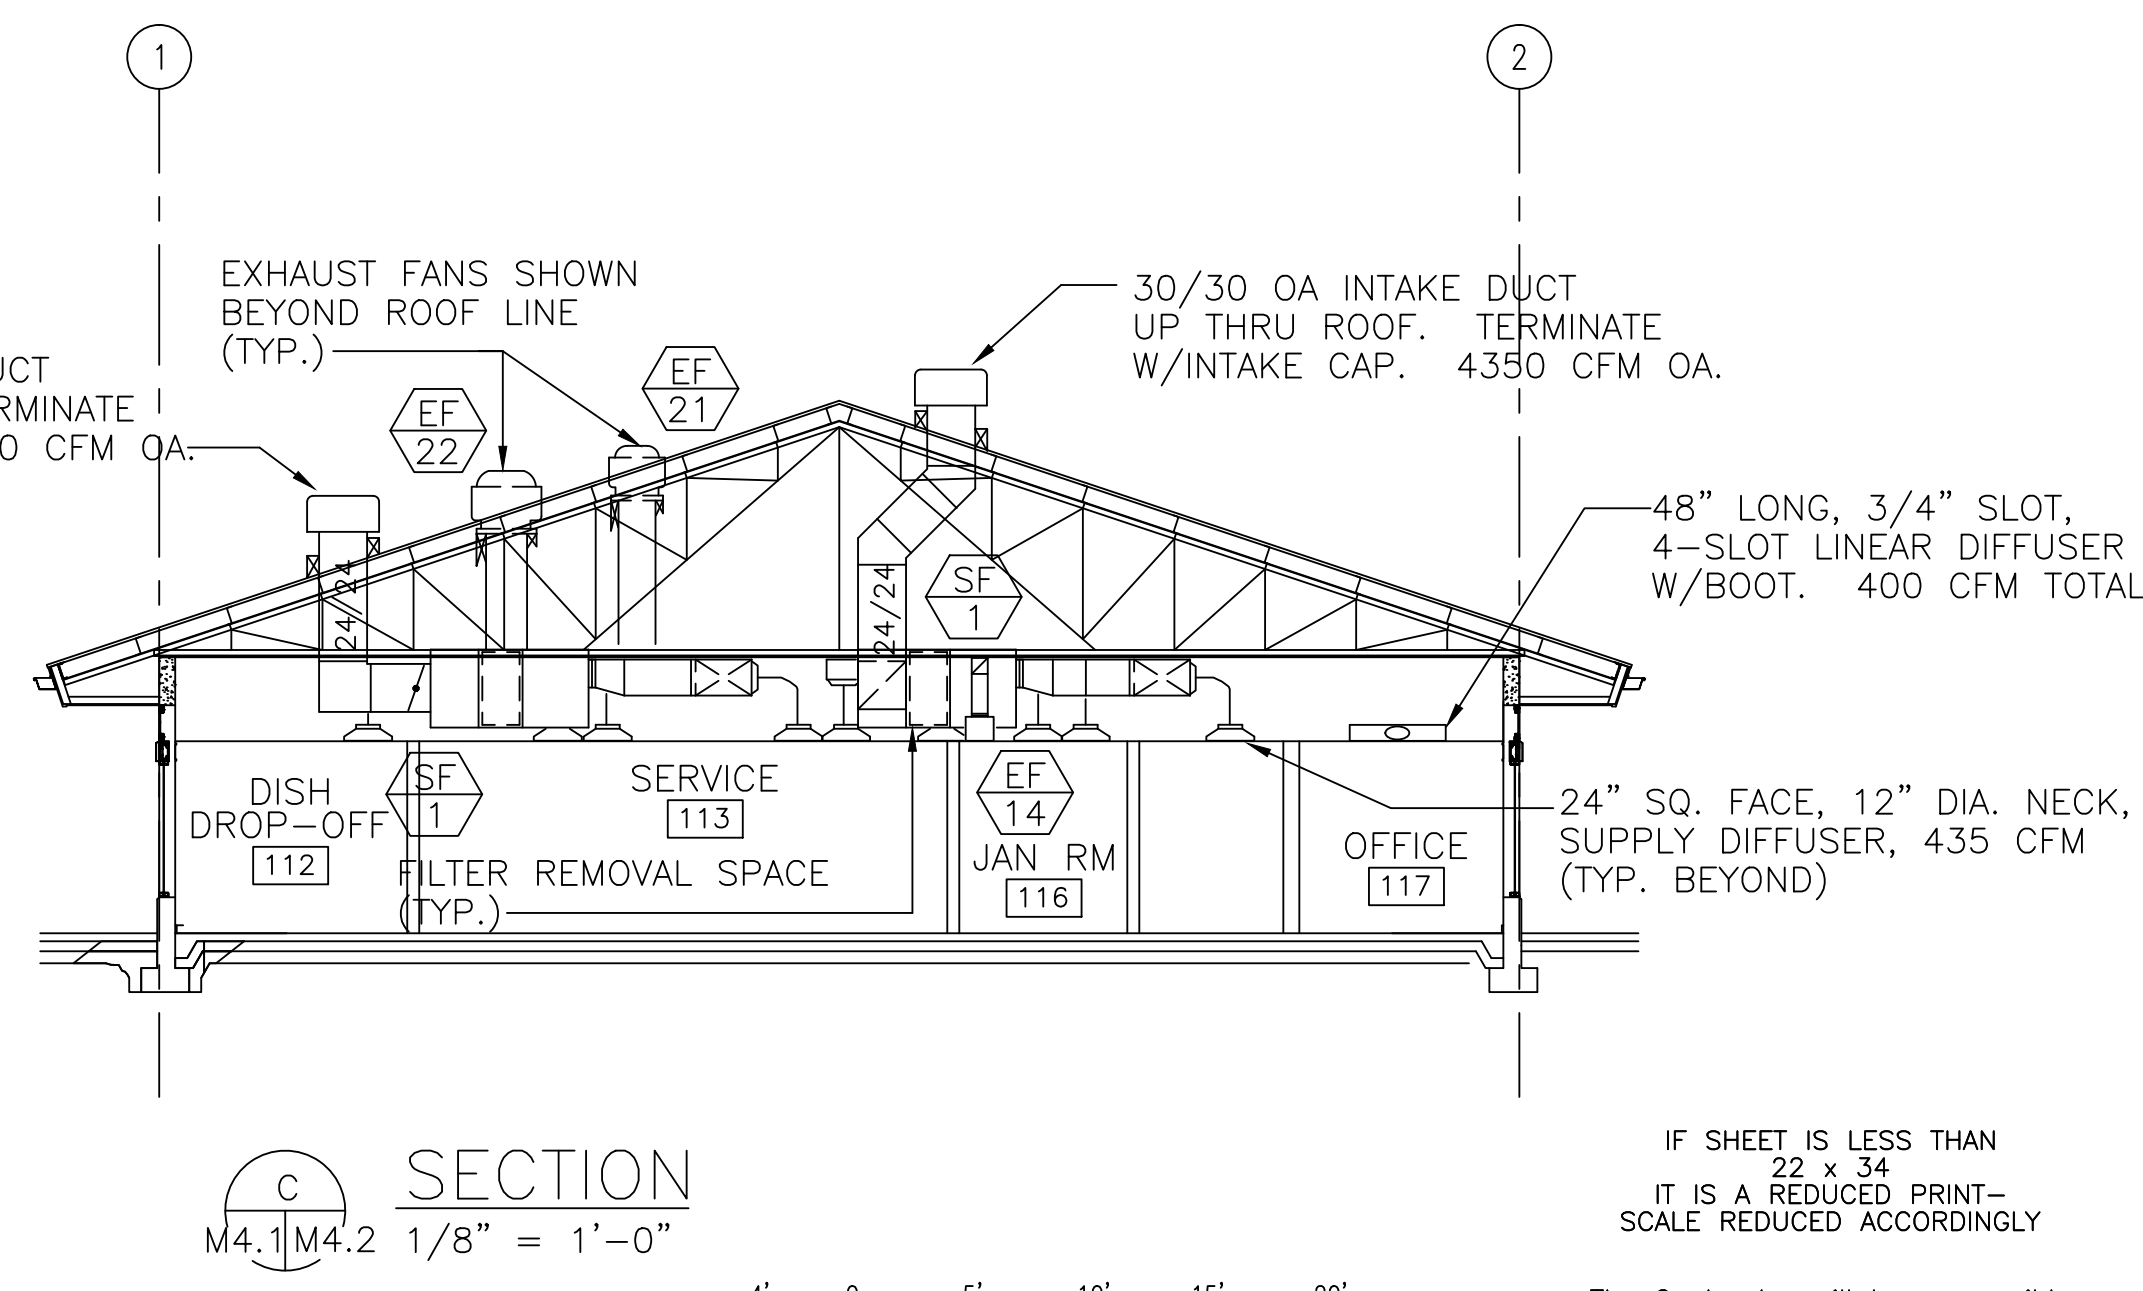 1
2
EXHAUST FANS SHOWN
BEYOND ROOF LINE
(TYP.)
30/30 OA INTAKE DUCT
UP THRU ROOF. TERMINATE
W/INTAKE CAP. 4350 CFM OA.
CFM OA.
EF
21
EF
22
48" LONG, 3/4" SLOT,
4-SLOT LINEAR DIFFUSER
W/BOOT. 400 CFM TOTAL
24/24
24/24
SF
1
DISH
DROP-OFF
112
SF
1
SERVICE
113
EF
14
JAN RM
116
OFFICE
117
FILTER REMOVAL SPACE
(TYP.)
24" SQ. FACE, 12" DIA. NECK,
SUPPLY DIFFUSER, 435 CFM
(TYP. BEYOND)
C
M4.1 M4.2
SECTION
1/8" = 1'-0"
IF SHEET IS LESS THAN
22 x 34
IT IS A REDUCED PRINT-
SCALE REDUCED ACCORDINGLY